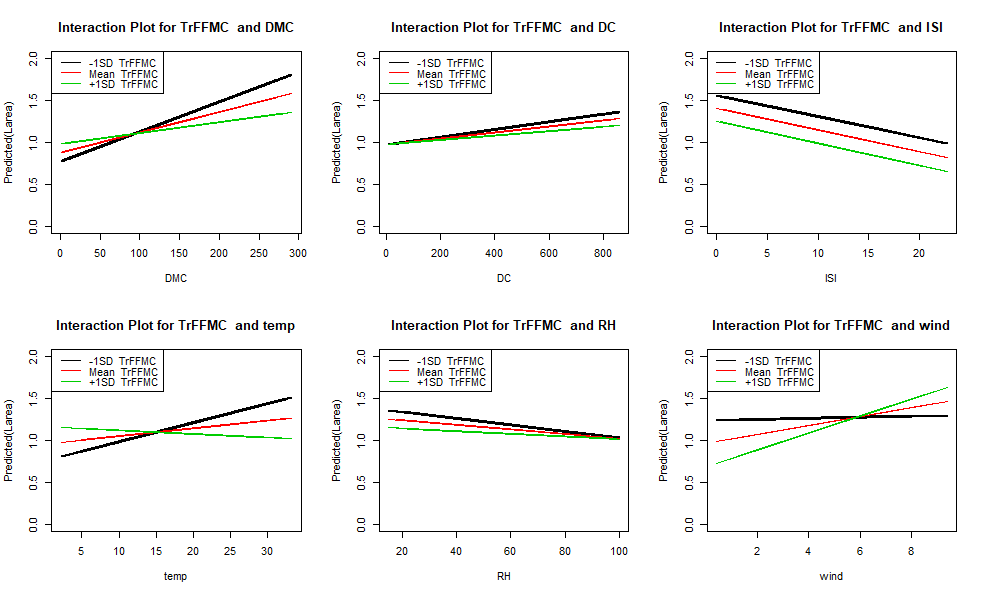 Interaction Plot for TrFFMC and DMC
-1SD TrFFMC
Mean TrFFMC
+1SD TrFFMC
Predicted(Larea)
0.0 0.5 1.0 1.5 2.0
0 50 100 150 200 250 300
DMC
Interaction Plot for TrFFMC and DC
-1SD TrFFMC
Mean TrFFMC
+1SD TrFFMC
Predicted(Larea)
0.0 0.5 1.0 1.5 2.0
0 200 400 600 800
DC
Interaction Plot for TrFFMC and ISI
-1SD TrFFMC
Mean TrFFMC
+1SD TrFFMC
Predicted(Larea)
0.0 0.5 1.0 1.5 2.0
0 5 10 15 20
ISI
Interaction Plot for TrFFMC and temp
-1SD TrFFMC
Mean TrFFMC
+1SD TrFFMC
Predicted(Larea)
0.0 0.5 1.0 1.5 2.0
5 10 15 20 25 30
temp
Interaction Plot for TrFFMC and RH
-1SD TrFFMC
Mean TrFFMC
+1SD TrFFMC
Predicted(Larea)
0.0 0.5 1.0 1.5 2.0
20 40 60 80 100
RH
Interaction Plot for TrFFMC and wind
-1SD TrFFMC
Mean TrFFMC
+1SD TrFFMC
Predicted(Larea)
0.0 0.5 1.0 1.5 2.0
2 4 6 8
wind